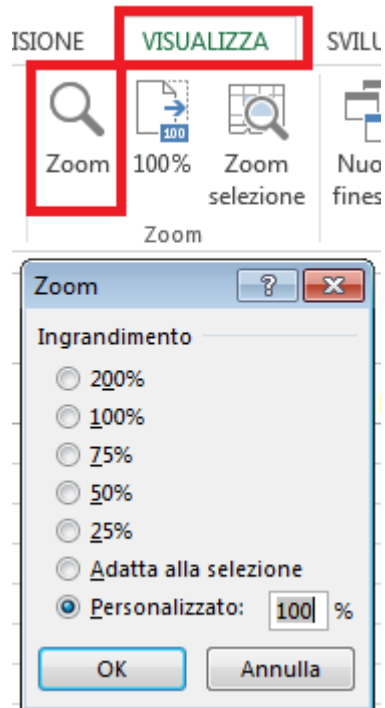 ISIONE VISUALIZZA SVILU
Zoom 100% Zoom selezione Nuo fines
100
Zoom
Zoom ?
Ingrandimento
200%
100%
75%
50%
25%
Adatta alla selezione
Personalizzato: 100 %
OK Annulla